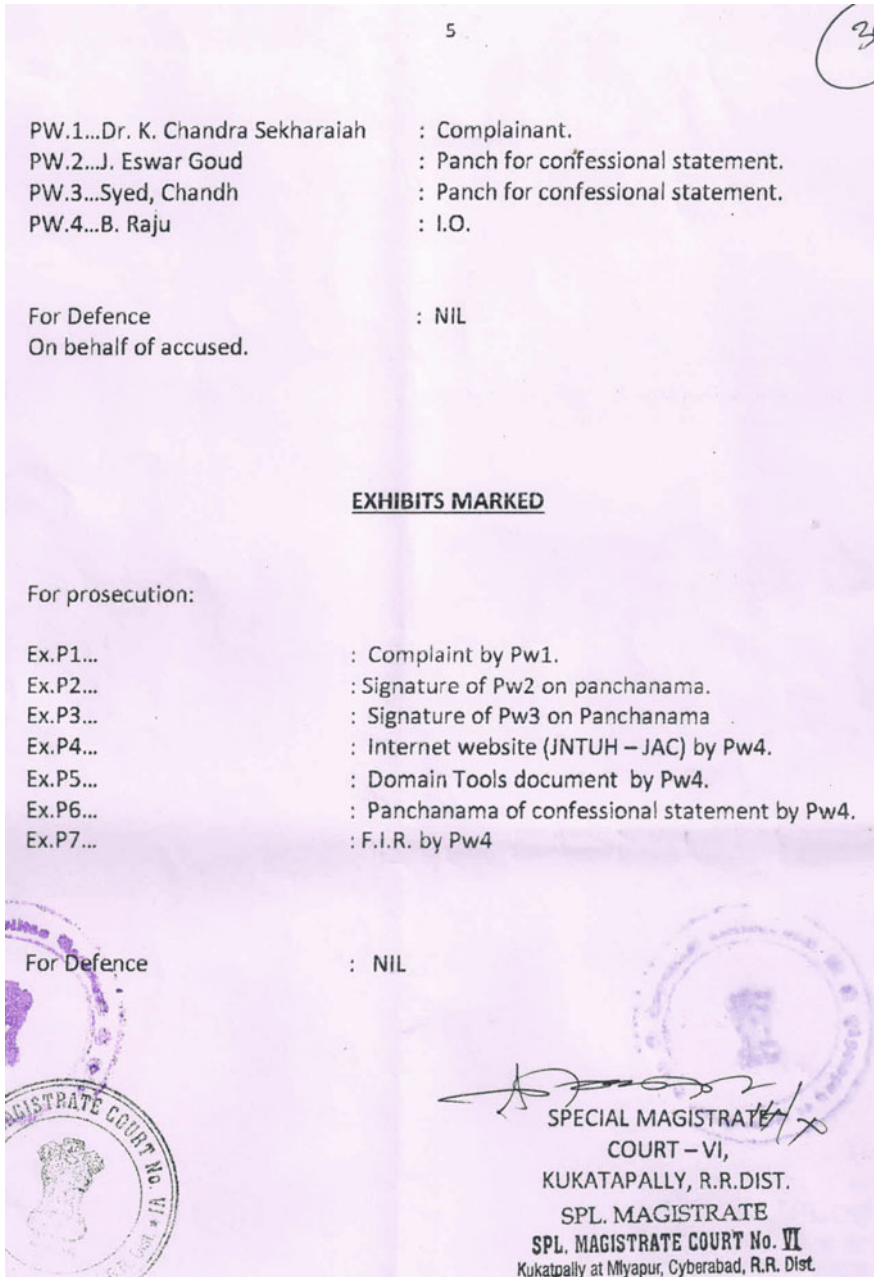 5
PW.1...Dr. K. Chandra Sekharaiah : Complainant.
PW.2...J. Eswar Goud : Panch for confessional statement.
PW.3...Syed, Chandh : Panch for confessional statement.
PW.4...B. Raju : I.O.
For Defence : NIL
On behalf of accused.
EXHIBITS MARKED
For prosecution:
Ex.P1... : Complaint by Pw1.
Ex.P2... : Signature of Pw2 on panchanama.
Ex.P3... : Signature of Pw3 on Panchanama
Ex.P4... : Internet website (JNTUH – JAC) by Pw4.
Ex.P5... : Domain Tools document by Pw4.
Ex.P6... : Panchanama of confessional statement by Pw4.
Ex.P7... : F.I.R. by Pw4
For Defence : NIL
COURT No. VI
SPECIAL MAGISTRATE
COURT – VI,
KUKATAPALLY, R.R.DIST.
SPL. MAGISTRATE
SPL. MAGISTRATE COURT No. VI
Kukatpally at Miyapur, Cyberabad, R.R. Dist.